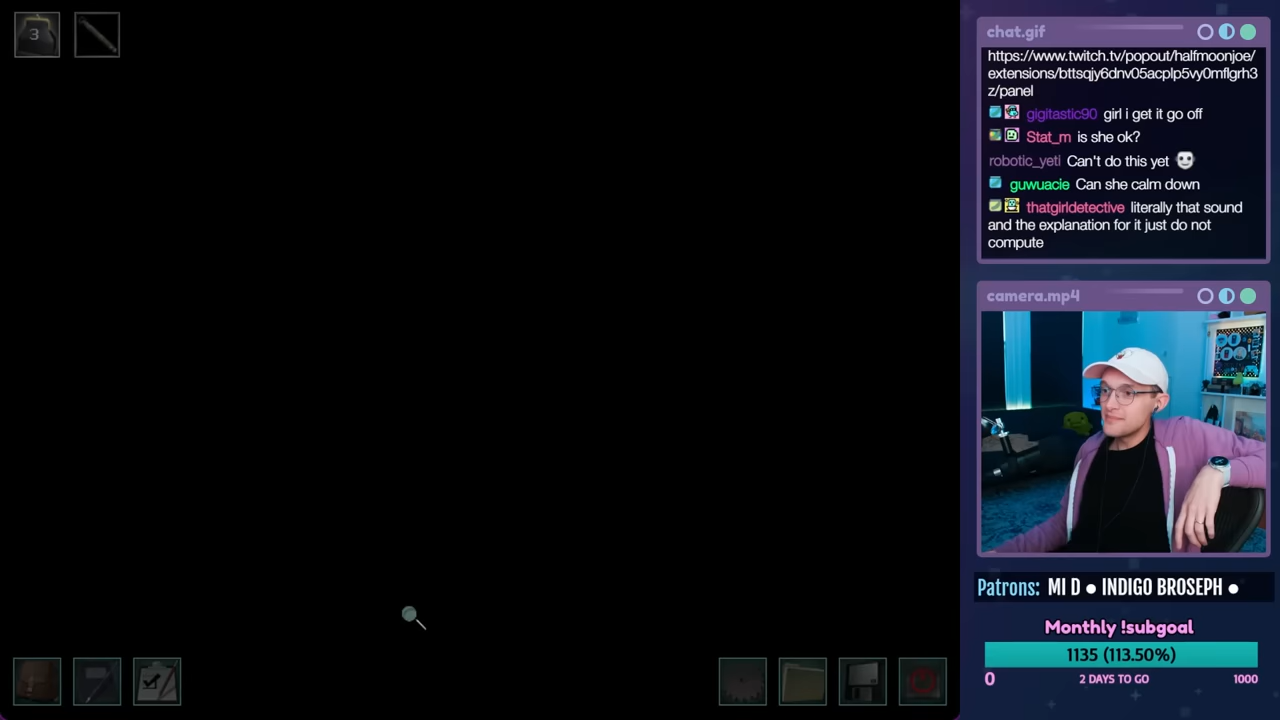 3
chat.gif
https://www.twitch.tv/popout/halfmoonjoe/
extensions/bttsqjy6dnv05acplp5vy0mflgrh3
z/panel
gigitastic90 girl i get it go off
Stat_m is she ok?
robotic_yeti Can't do this yet
guwuacie Can she calm down
thatgirldetective literally that sound
and the explanation for it just do not
compute
camera.mp4
Patrons: MI D ● INDIGO BROSEPH ●
Monthly !subgoal
1135 (113.50%)
0 2 DAYS TO GO 1000